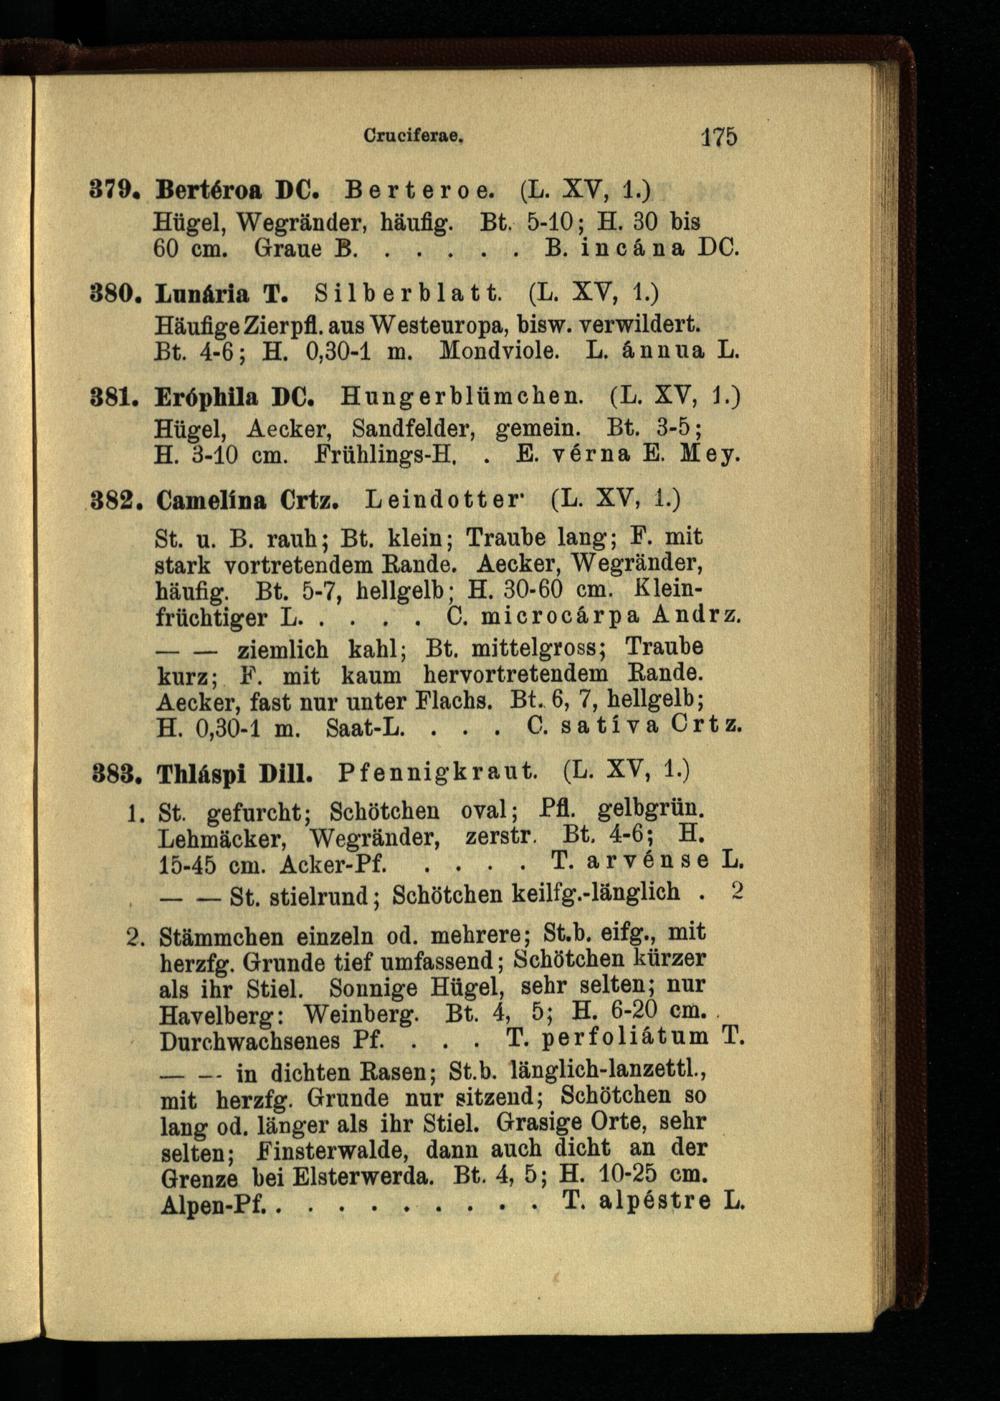 Cruciferae. 175
379. Bertéroa DC. Berteroe. (L. XV, 1.)
Hügel, Wegränder, häufig. Bt. 5-10; H. 30 bis
60 cm. Graue B. . . . . . B. incána DC.
380. Lunária T. Silberblatt. (L. XV, 1.)
Häufige Zierpfl. aus Westeuropa, bisw. verwildert.
Bt. 4-6; H. 0,30-1 m. Mondviole. L. ánnua L.
381. Eróphila DC. Hungerblümchen. (L. XV, 1.)
Hügel, Aecker, Sandfelder, gemein. Bt. 3-5;
H. 3-10 cm. Frühlings-H. . E. vérna E. Mey.
382. Camelína Crtz. Leindotter· (L. XV, 1.)
St. u. B. rauh; Bt. klein; Traube lang; F. mit
stark vortretendem Rande. Aecker, Wegränder,
häufig. Bt. 5-7, hellgelb; H. 30-60 cm. Klein-
früchtiger L. . . . . . C. microcárpa Andrz.
— — ziemlich kahl; Bt. mittelgross; Traube
kurz; F. mit kaum hervortretendem Rande.
Aecker, fast nur unter Flachs. Bt. 6, 7, hellgelb;
H. 0,30-1 m. Saat-L. . . . C. satíva Crtz.
383. Thláspi Dill. Pfennigkraut. (L. XV, 1.)
1. St. gefurcht; Schötchen oval; Pfl. gelbgrün.
Lehmäcker, Wegränder, zerstr. Bt. 4-6; H.
15-45 cm. Acker-Pf. . . . . T. arvénse L.
— — St. stielrund; Schötchen keilfg.-länglich . 2
2. Stämmchen einzeln od. mehrere; St.b. eifg., mit
herzfg. Grunde tief umfassend; Schötchen kürzer
als ihr Stiel. Sonnige Hügel, sehr selten; nur
Havelberg: Weinberg. Bt. 4, 5; H. 6-20 cm. .
Durchwachsenes Pf. . . . T. perfoliátum T.
— — in dichten Rasen; St.b. länglich-lanzettl.,
mit herzfg. Grunde nur sitzend; Schötchen so
lang od. länger als ihr Stiel. Grasige Orte, sehr
selten; Finsterwalde, dann auch dicht an der
Grenze bei Elsterwerda. Bt. 4, 5; H. 10-25 cm.
Alpen-Pf. . . . . . . . . . T. alpéstre L.